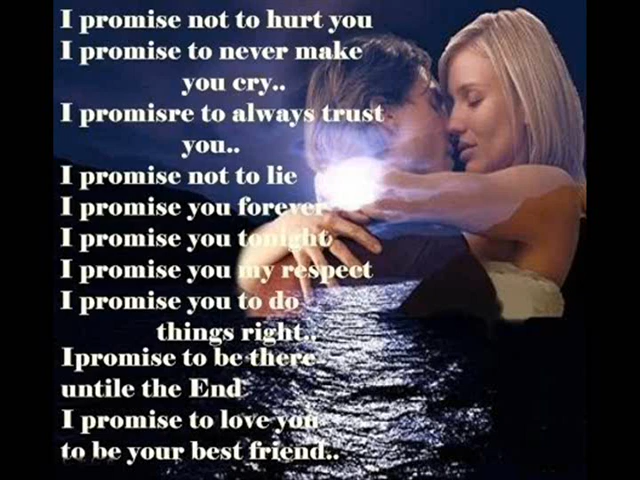 I promise not to hurt you
I promise to never make
you cry..
I promisre to always trust
you..
I promise not to lie
I promise you forever
I promise you tonight
I promise you my respect
I promise you to do
things right..
Ipromise to be there
untile the End
I promise to love you
to be your best friend..